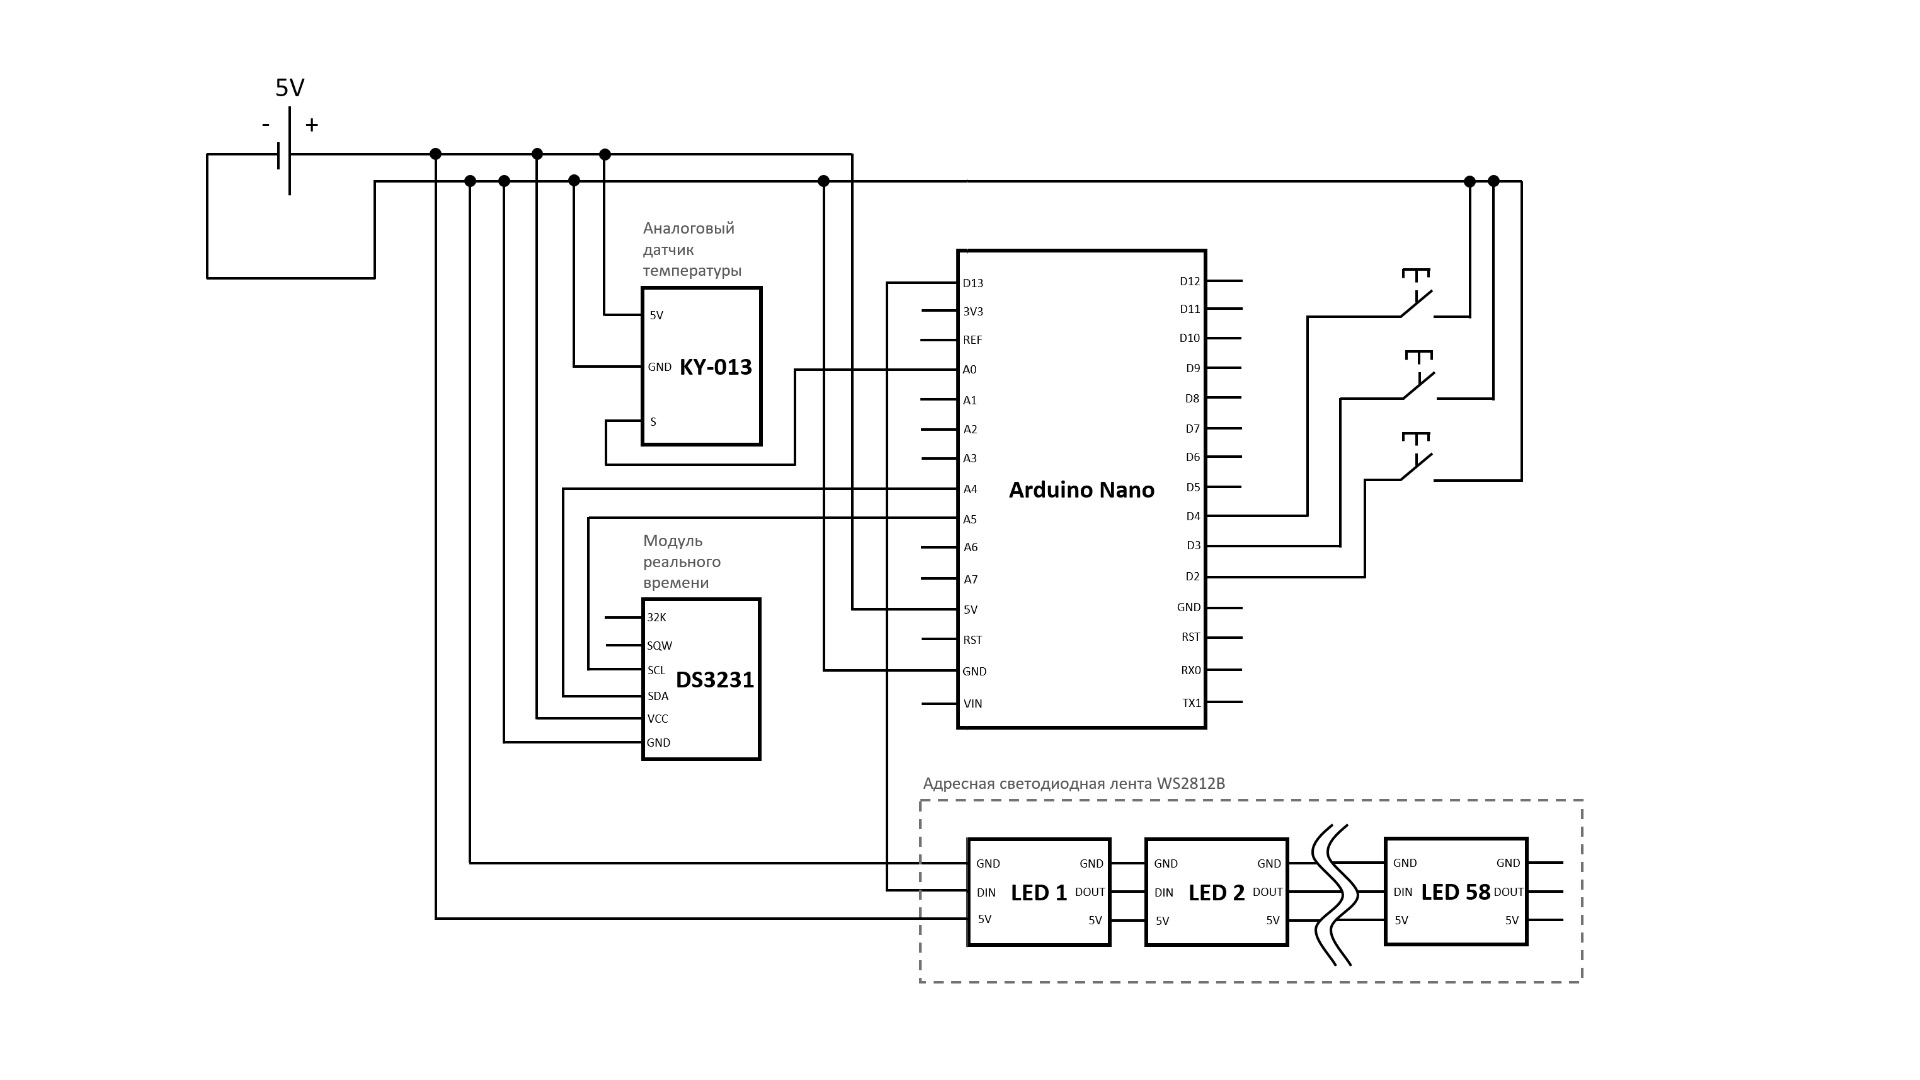 5V
- +
Аналоговый
датчик
температуры
5V
GND
S
KY-013
Модуль
реального
времени
32K
SQW
SCL
SDA
VCC
GND
DS3231
D13
3V3
REF
A0
A1
A2
A3
A4
A5
A6
A7
5V
RST
GND
VIN
Arduino Nano
D12
D11
D10
D9
D8
D7
D6
D5
D4
D3
D2
GND
RST
RX0
TX1
Адресная светодиодная лента WS2812B
GND
DIN
5V
LED 1
GND
DOUT
5V
GND
DIN
5V
LED 2
GND
DOUT
5V
GND
DIN
5V
LED 58
GND
DOUT
5V